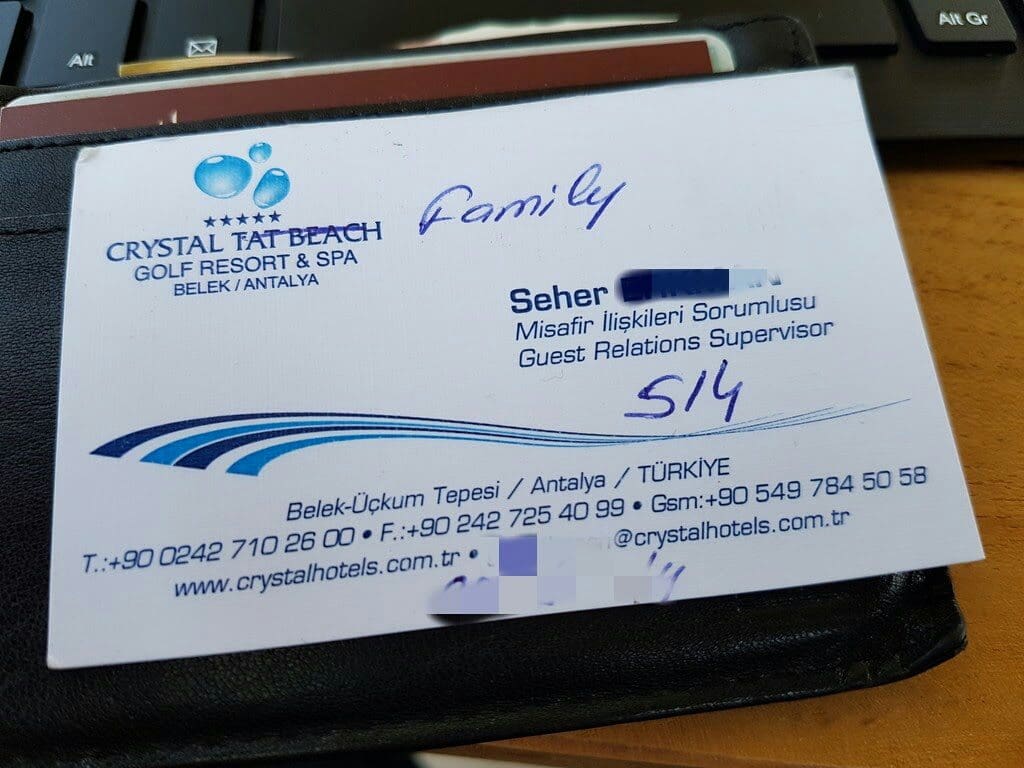 Alt
Alt Gr
CRYSTAL TAT BEACH
GOLF RESORT & SPA
BELEK / ANTALYA
Family
Seher
Misafir İlişkileri Sorumlusu
Guest Relations Supervisor
514
Belek-Üçkum Tepesi / Antalya / TÜRKİYE
T.:+90 0242 710 26 00 • F.:+90 242 725 40 99 • Gsm:+90 549 784 50 58
www.crystalhotels.com.tr • @crystalhotels.com.tr